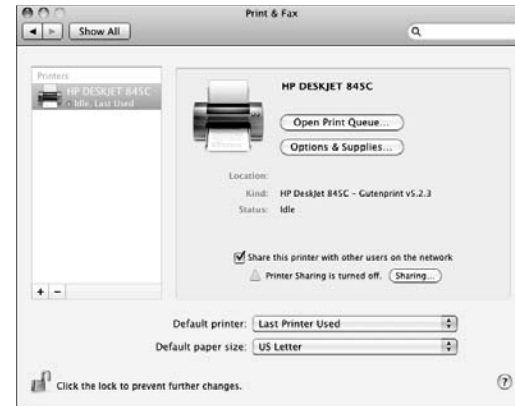 Print & Fax
Show All
Printers
HP DESKJET 845C
Idle, Last Used
HP DESKJET 845C
Open Print Queue...
Options & Supplies...
Location:
Kind: HP DeskJet 845C – Gutenprint v5.2.3
Status: Idle
Share this printer with other users on the network
Printer Sharing is turned off. Sharing...
+ −
Default printer: Last Printer Used
Default paper size: US Letter
Click the lock to prevent further changes.
?